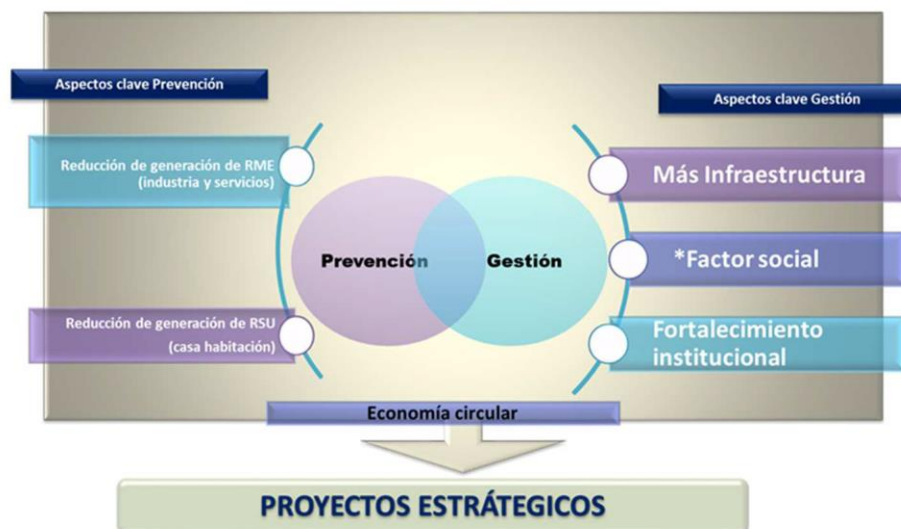 Aspectos clave Prevención
Aspectos clave Gestión
Reducción de generación de RME
(industria y servicios)
Reducción de generación de RSU
(casa habitación)
Prevención
Gestión
Más Infraestructura
*Factor social
Fortalecimiento
institucional
Economía circular
PROYECTOS ESTRÁTEGICOS